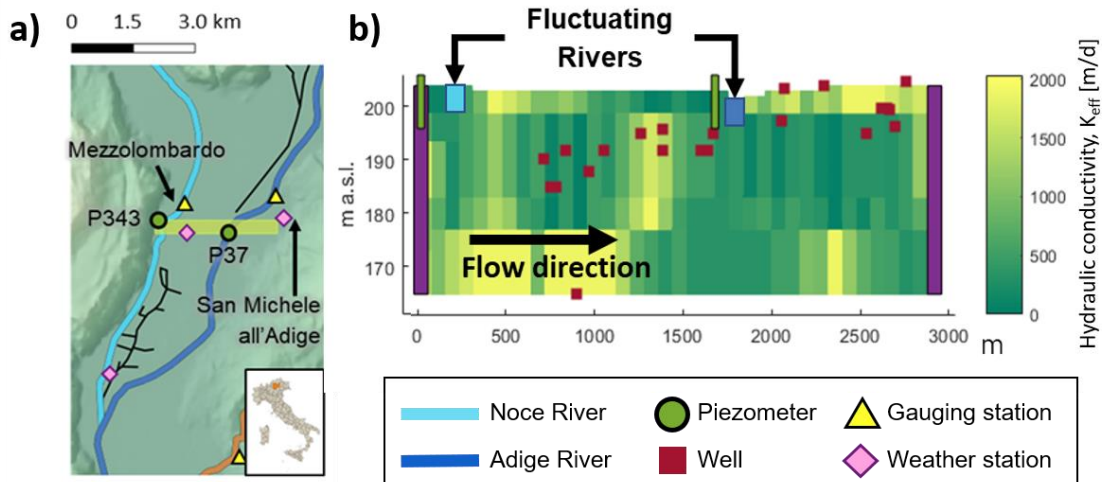 a)
0 1.5 3.0 km
Mezzolombardo
P343
P37
San Michele
all'Adige
b)
Fluctuating
Rivers
200
190
180
170
m a.s.l.
Flow direction
0 500 1000 1500 2000 2500 3000
m
2000
1500
1000
500
0
Hydraulic conductivity, Keff [m/d]
Noce River
Piezometer
Gauging station
Adige River
Well
Weather station